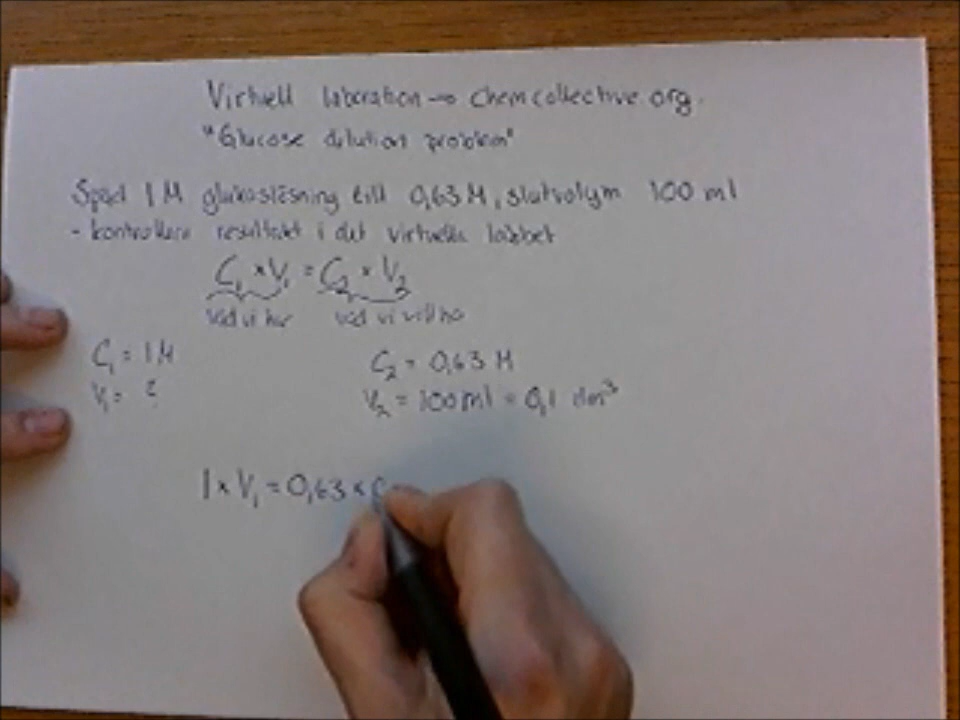 Virtuell laboration → chemcollective.org.
"Glucose dilution problem"
Späd 1 M glukoslösning till 0,63 M, slutvolym 100 ml
- kontrollera resultatet i det virtuella labbet
C₁ × V₁ = C₂ × V₂
vad vi har vad vi vill ha
C₁ = 1 M C₂ = 0,63 M
V₁ = ? V₂ = 100 ml = 0,1 dm³
1 × V₁ = 0,63 ×